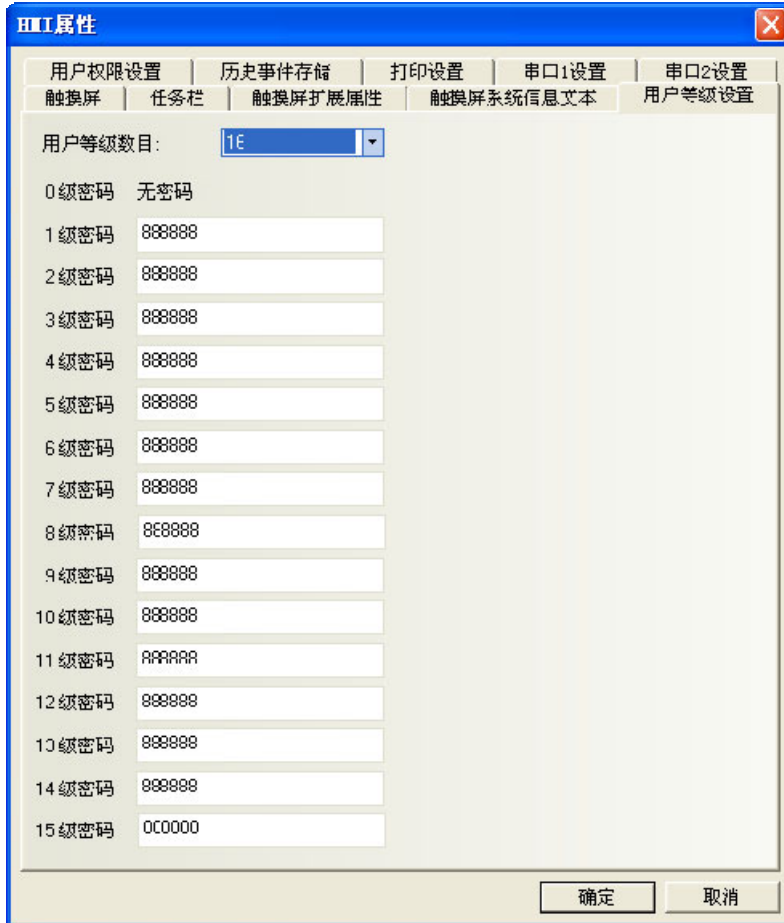 HMI属性
用户权限设置 历史事件存储 打印设置 串口1设置 串口2设置
触摸屏 任务栏 触摸屏扩展属性 触摸屏系统信息文本 用户等级设置
用户等级数目: 16
0级密码 无密码
1级密码 888888
2级密码 888888
3级密码 888888
4级密码 888888
5级密码 888888
6级密码 888888
7级密码 888888
8级密码 888888
9级密码 888888
10级密码 888888
11级密码
12级密码 888888
13级密码 888888
14级密码 888888
15级密码
确定 取消